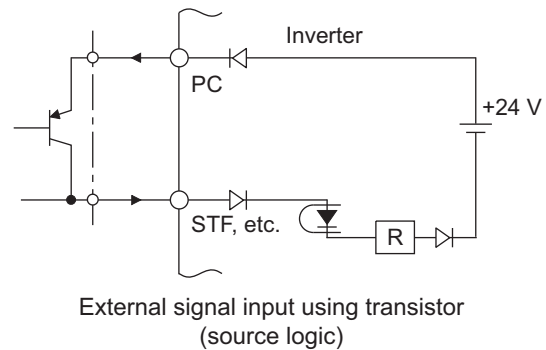 Inverter
PC
+24 V
STF, etc.
R
External signal input using transistor
(source logic)